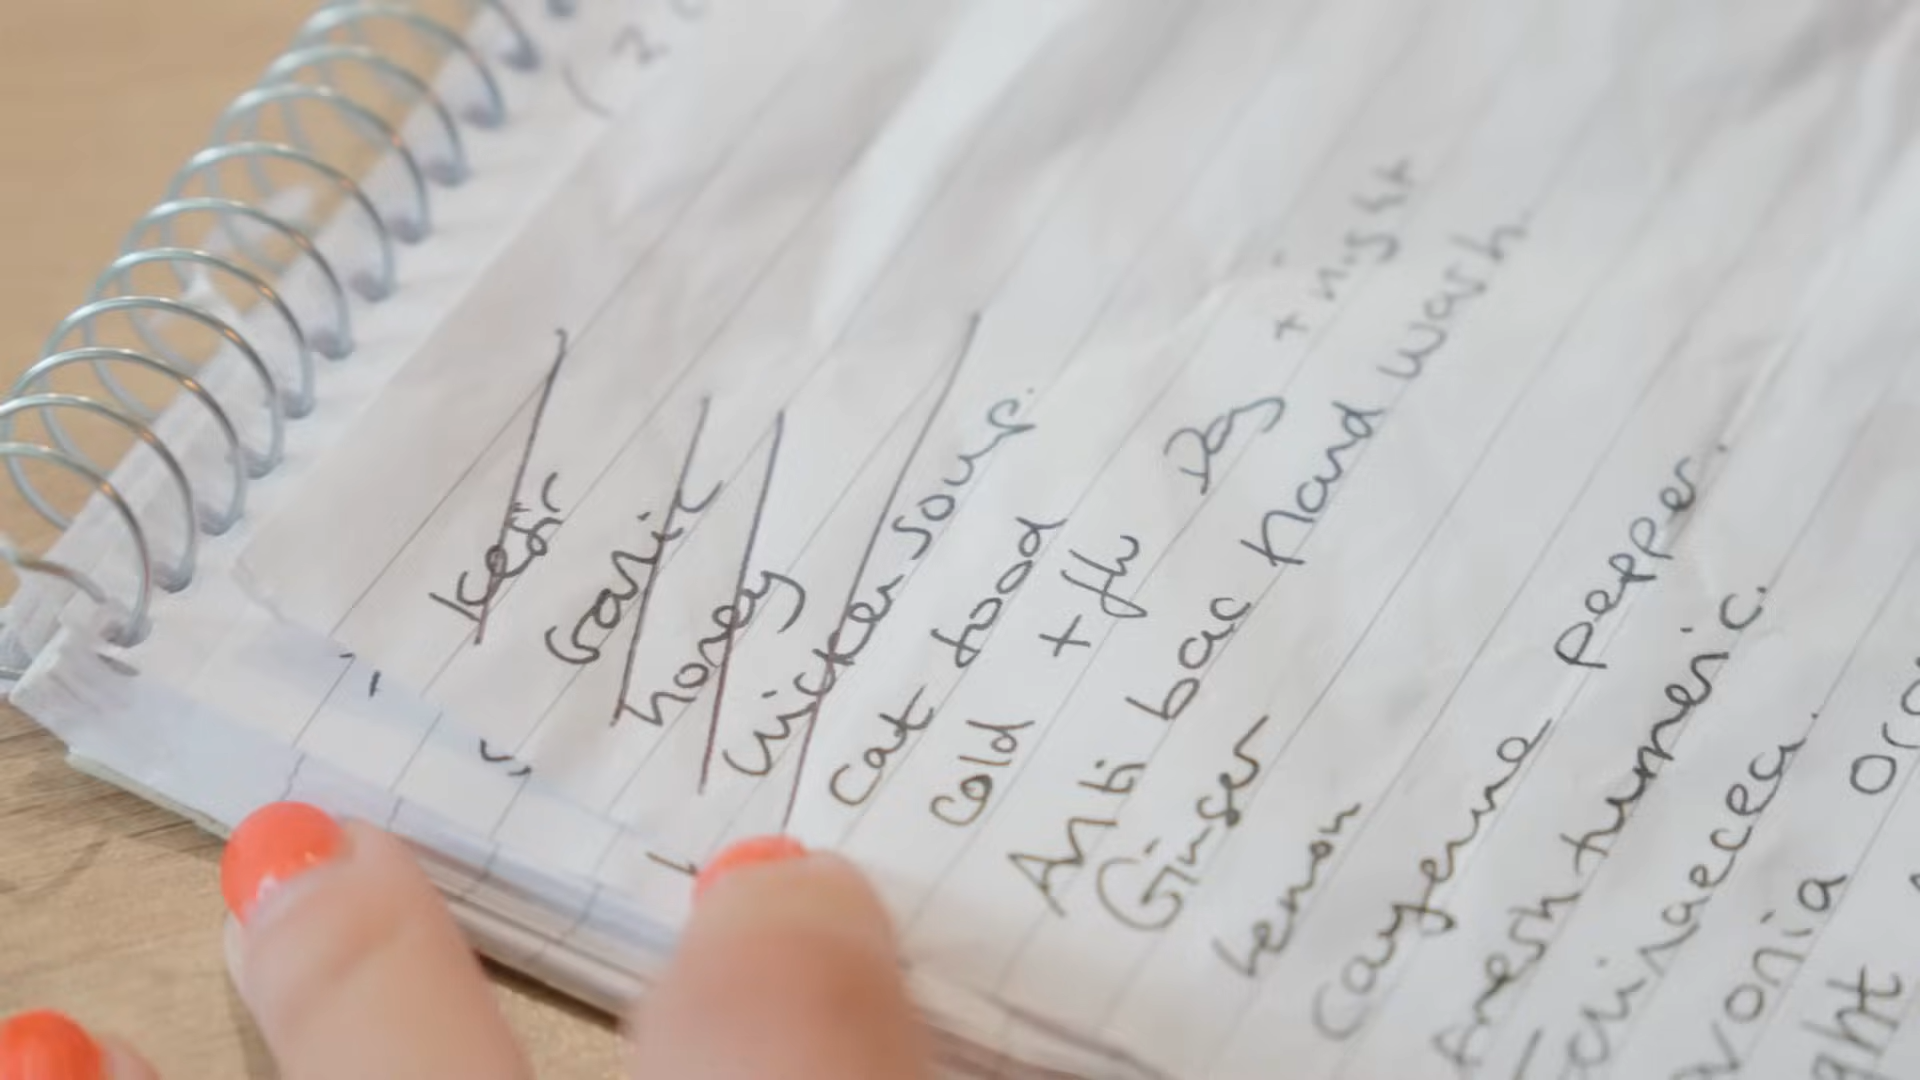 (2
Kefir
Garlic
honey
Chicken soup.
Cat food
Cold + flu Day + night
Anti bac hand wash.
Ginger
Lemon
Cayenne pepper.
fresh turmeric.
Echinacea.